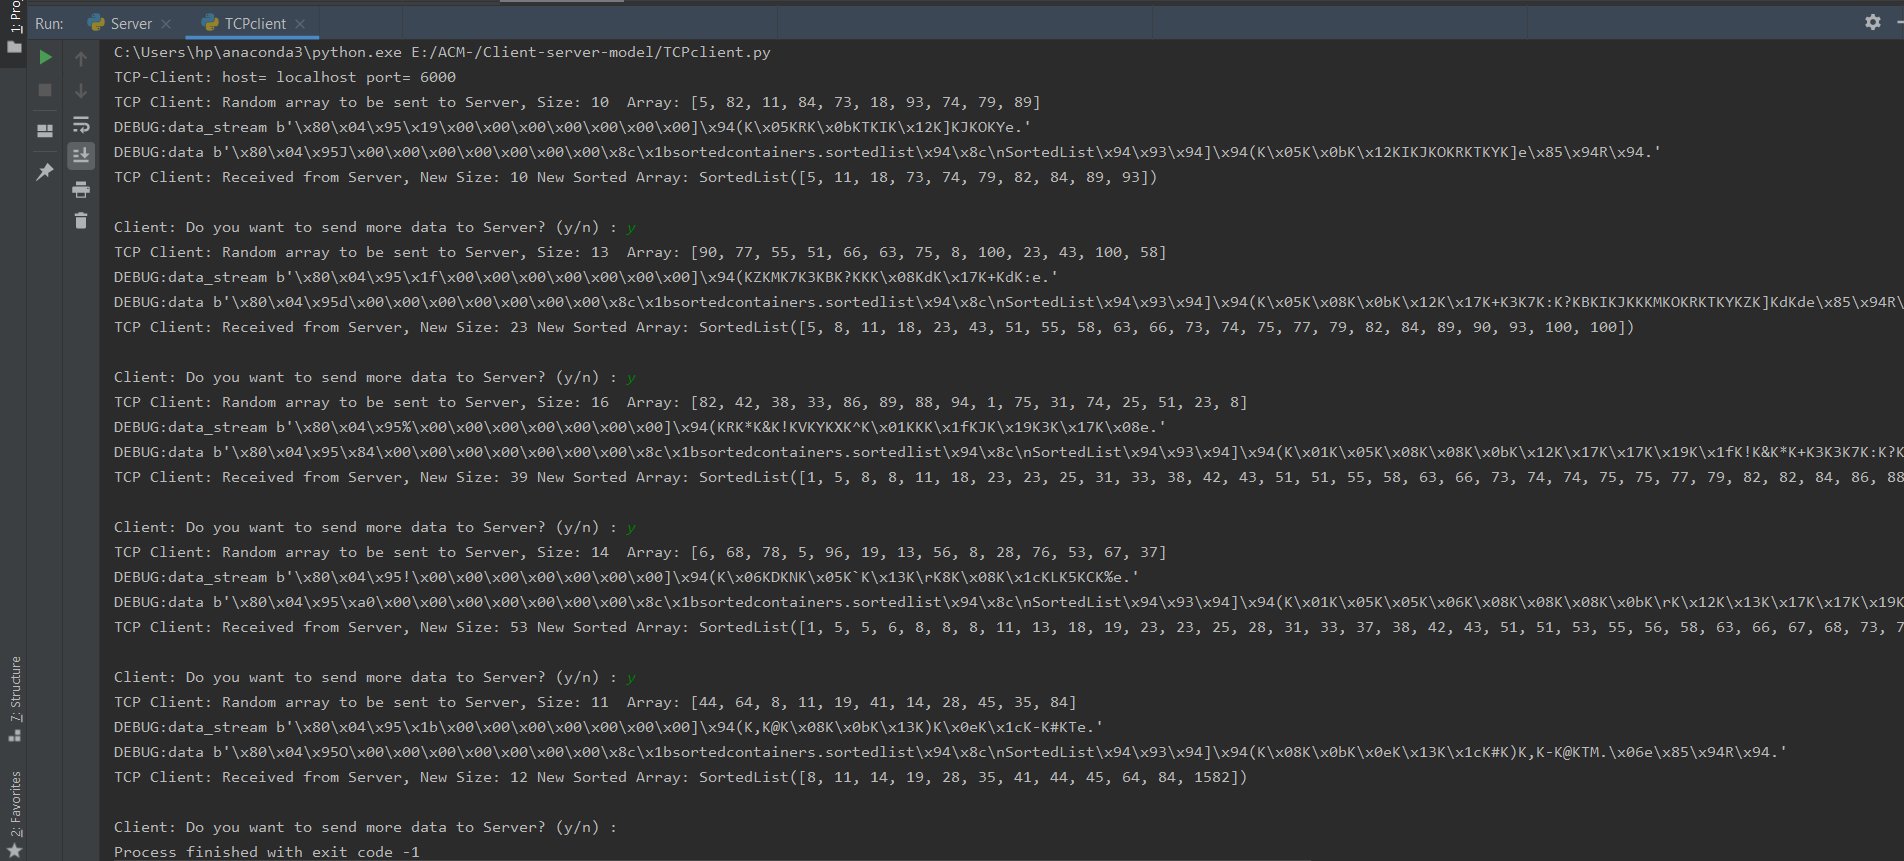 1: Pro
Run: Server TCPclient
C:\Users\hp\anaconda3\python.exe E:/ACM-/Client-server-model/TCPclient.py
TCP-Client: host= localhost port= 6000
TCP Client: Random array to be sent to Server, Size: 10  Array: [5, 82, 11, 84, 73, 18, 93, 74, 79, 89]
DEBUG:data_stream b'\x80\x04\x95\x19\x00\x00\x00\x00\x00\x00\x00]\x94(K\x05KRK\x0bKTKIK\x12K]KJKOKYe.'
DEBUG:data b'\x80\x04\x95J\x00\x00\x00\x00\x00\x00\x00\x8c\x1bsortedcontainers.sortedlist\x94\x8c\nSortedList\x94\x93\x94]\x94(K\x05K\x0bK\x12KIKJKOKRKTKYK]e\x85\x94R\x94.'
TCP Client: Received from Server, New Size: 10 New Sorted Array: SortedList([5, 11, 18, 73, 74, 79, 82, 84, 89, 93])
Client: Do you want to send more data to Server? (y/n) : y
TCP Client: Random array to be sent to Server, Size: 13  Array: [90, 77, 55, 51, 66, 63, 75, 8, 100, 23, 43, 100, 58]
DEBUG:data_stream b'\x80\x04\x95\x1f\x00\x00\x00\x00\x00\x00\x00]\x94(KZKMK7K3KBK?KKK\x08KdK\x17K+KdK:e.'
DEBUG:data b'\x80\x04\x95d\x00\x00\x00\x00\x00\x00\x00\x8c\x1bsortedcontainers.sortedlist\x94\x8c\nSortedList\x94\x93\x94]\x94(K\x05K\x08K\x0bK\x12K\x17K+K3K7K:K?KBKIKJKKKMKOKRKTKYKZK]KdKde\x85\x94R\
TCP Client: Received from Server, New Size: 23 New Sorted Array: SortedList([5, 8, 11, 18, 23, 43, 51, 55, 58, 63, 66, 73, 74, 75, 77, 79, 82, 84, 89, 90, 93, 100, 100])
Client: Do you want to send more data to Server? (y/n) : y
TCP Client: Random array to be sent to Server, Size: 16  Array: [82, 42, 38, 33, 86, 89, 88, 94, 1, 75, 31, 74, 25, 51, 23, 8]
DEBUG:data_stream b'\x80\x04\x95%\x00\x00\x00\x00\x00\x00\x00]\x94(KRK*K&K!KVKYKXK^K\x01KKK\x1fKJK\x19K3K\x17K\x08e.'
DEBUG:data b'\x80\x04\x95\x84\x00\x00\x00\x00\x00\x00\x00\x8c\x1bsortedcontainers.sortedlist\x94\x8c\nSortedList\x94\x93\x94]\x94(K\x01K\x05K\x08K\x08K\x0bK\x12K\x17K\x17K\x19K\x1fK!K&K*K+K3K3K7K:K?K
TCP Client: Received from Server, New Size: 39 New Sorted Array: SortedList([1, 5, 8, 8, 11, 18, 23, 23, 25, 31, 33, 38, 42, 43, 51, 51, 55, 58, 63, 66, 73, 74, 74, 75, 75, 77, 79, 82, 82, 84, 86, 88
Client: Do you want to send more data to Server? (y/n) : y
TCP Client: Random array to be sent to Server, Size: 14  Array: [6, 68, 78, 5, 96, 19, 13, 56, 8, 28, 76, 53, 67, 37]
DEBUG:data_stream b'\x80\x04\x95!\x00\x00\x00\x00\x00\x00\x00]\x94(K\x06KDKNK\x05K`K\x13K\rK8K\x08K\x1cKLK5KCK%e.'
DEBUG:data b'\x80\x04\x95\xa0\x00\x00\x00\x00\x00\x00\x00\x8c\x1bsortedcontainers.sortedlist\x94\x8c\nSortedList\x94\x93\x94]\x94(K\x01K\x05K\x05K\x06K\x08K\x08K\x08K\x0bK\rK\x12K\x13K\x17K\x17K\x19K
TCP Client: Received from Server, New Size: 53 New Sorted Array: SortedList([1, 5, 5, 6, 8, 8, 8, 11, 13, 18, 19, 23, 23, 25, 28, 31, 33, 37, 38, 42, 43, 51, 51, 53, 55, 56, 58, 63, 66, 67, 68, 73, 7
Client: Do you want to send more data to Server? (y/n) : y
TCP Client: Random array to be sent to Server, Size: 11  Array: [44, 64, 8, 11, 19, 41, 14, 28, 45, 35, 84]
DEBUG:data_stream b'\x80\x04\x95\x1b\x00\x00\x00\x00\x00\x00\x00]\x94(K,K@K\x08K\x0bK\x13K)K\x0eK\x1cK-K#KTe.'
DEBUG:data b'\x80\x04\x95O\x00\x00\x00\x00\x00\x00\x00\x8c\x1bsortedcontainers.sortedlist\x94\x8c\nSortedList\x94\x93\x94]\x94(K\x08K\x0bK\x0eK\x13K\x1cK#K)K,K-K@KTM.\x06e\x85\x94R\x94.'
TCP Client: Received from Server, New Size: 12 New Sorted Array: SortedList([8, 11, 14, 19, 28, 35, 41, 44, 45, 64, 84, 1582])
Client: Do you want to send more data to Server? (y/n) :
Process finished with exit code -1
7: Structure
2: Favorites